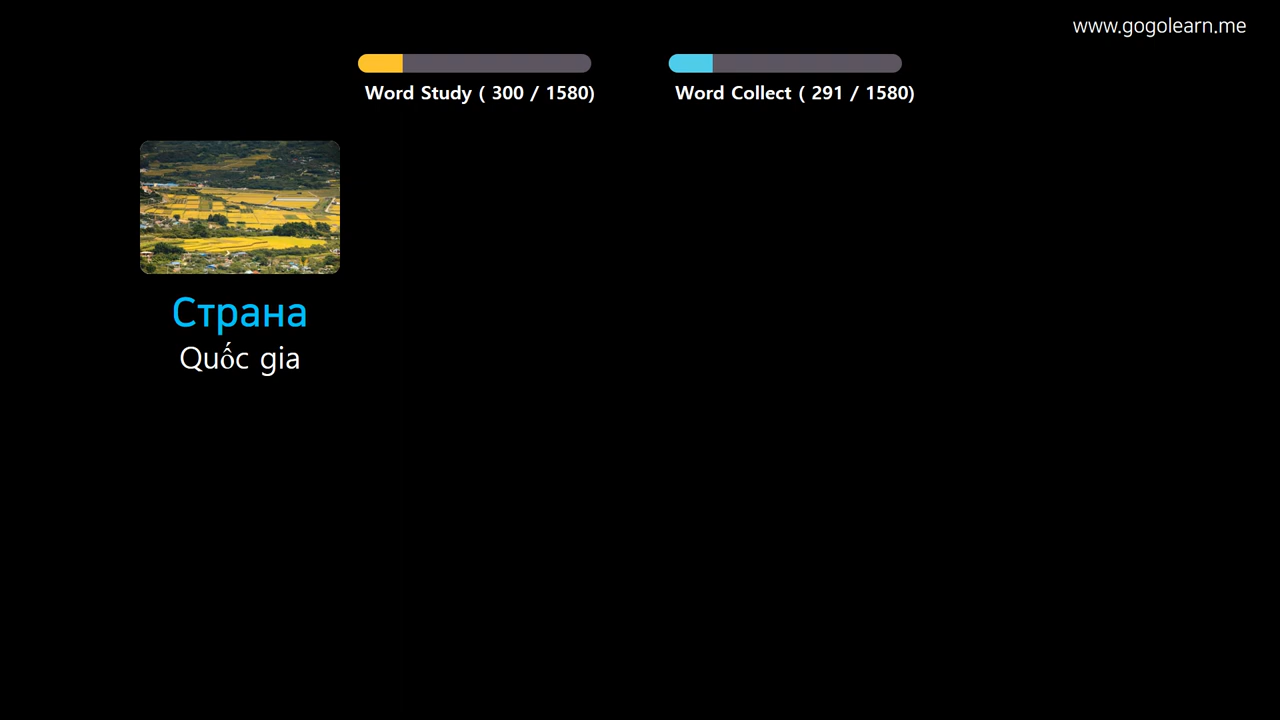 www.gogolearn.me
Word Study ( 300 / 1580)
Word Collect ( 291 / 1580)
Страна
Quốc gia